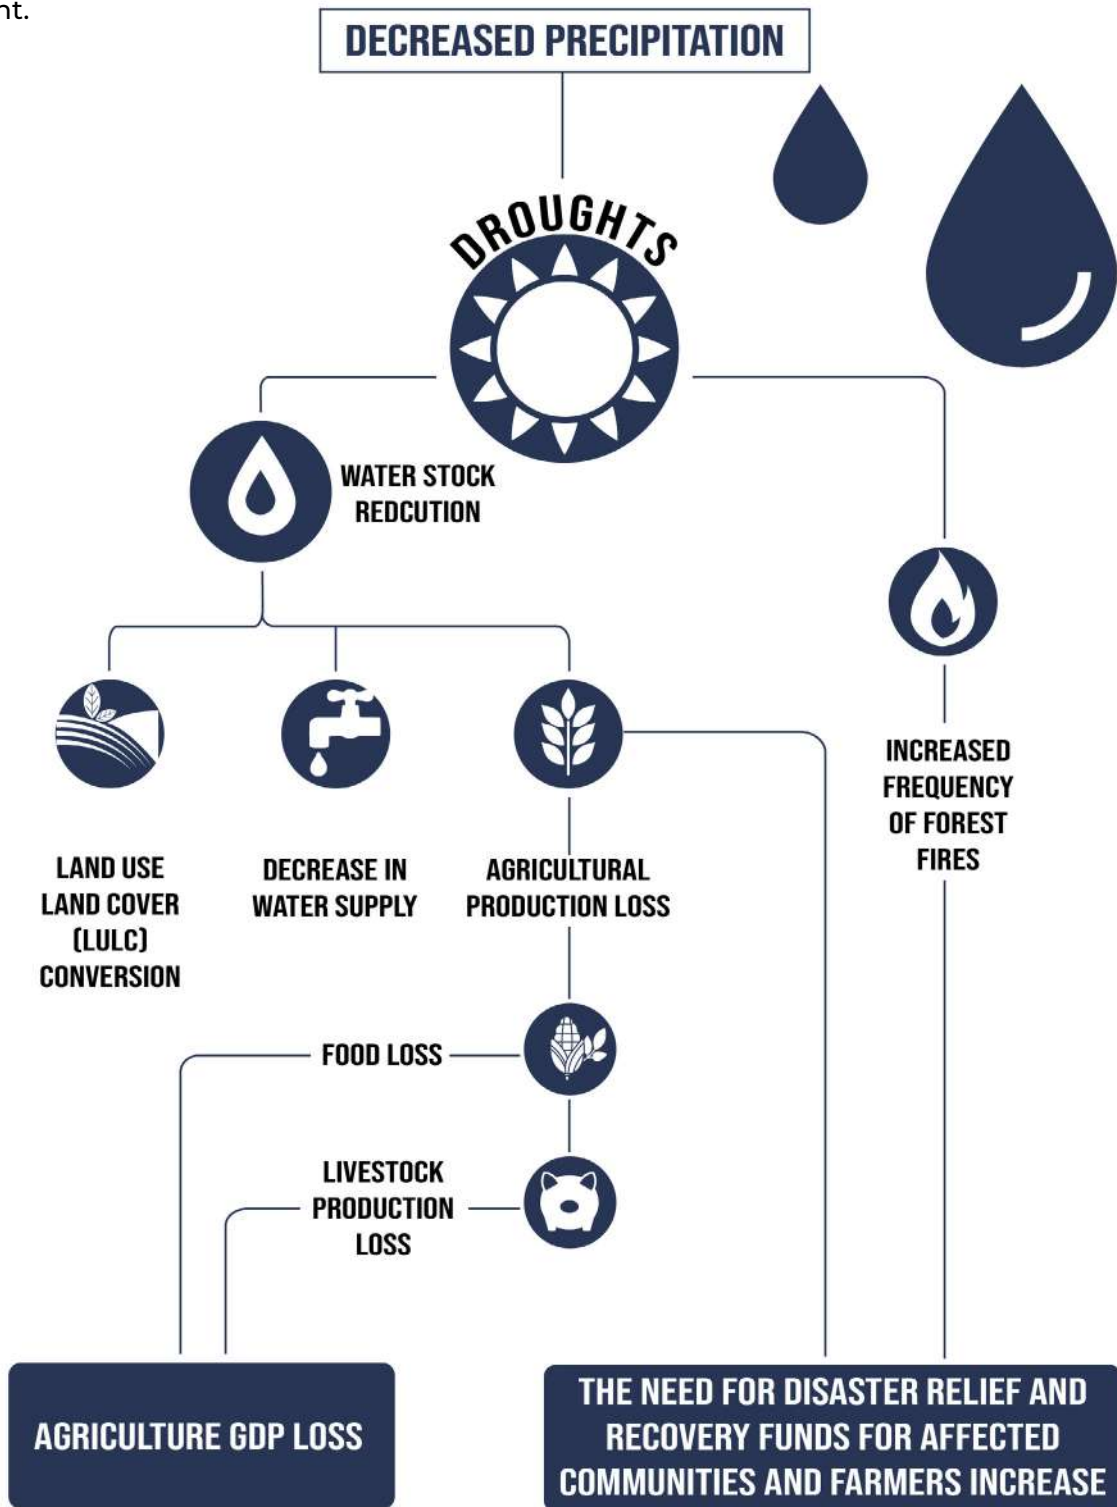 nt.
DECREASED PRECIPITATION
DROUGHTS
WATER STOCK
REDCUTION
INCREASED
FREQUENCY
OF FOREST
FIRES
LAND USE
LAND COVER
(LULC)
CONVERSION
DECREASE IN
WATER SUPPLY
AGRICULTURAL
PRODUCTION LOSS
FOOD LOSS
LIVESTOCK
PRODUCTION
LOSS
AGRICULTURE GDP LOSS
THE NEED FOR DISASTER RELIEF AND
RECOVERY FUNDS FOR AFFECTED
COMMUNITIES AND FARMERS INCREASE